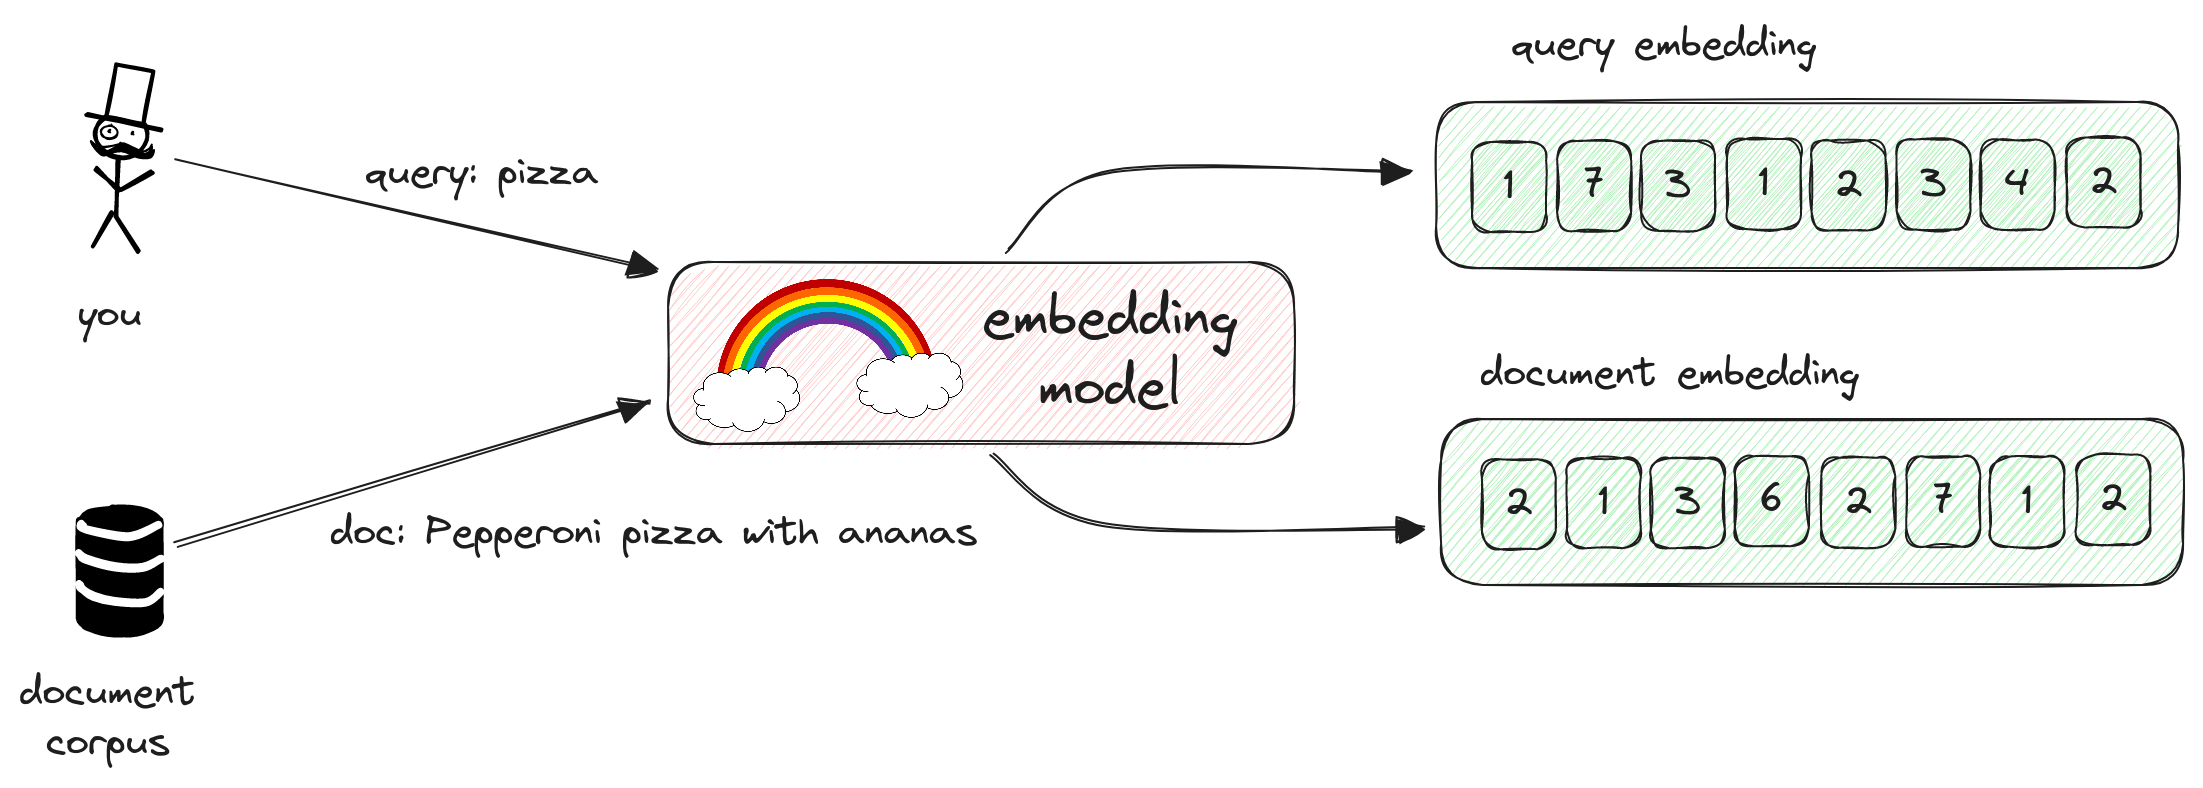 query embedding
1 7 3 1 2 3 4 2
query: pizza
you
embedding
model
document embedding
2 1 3 6 2 7 1 2
doc: Pepperoni pizza with ananas
document
corpus